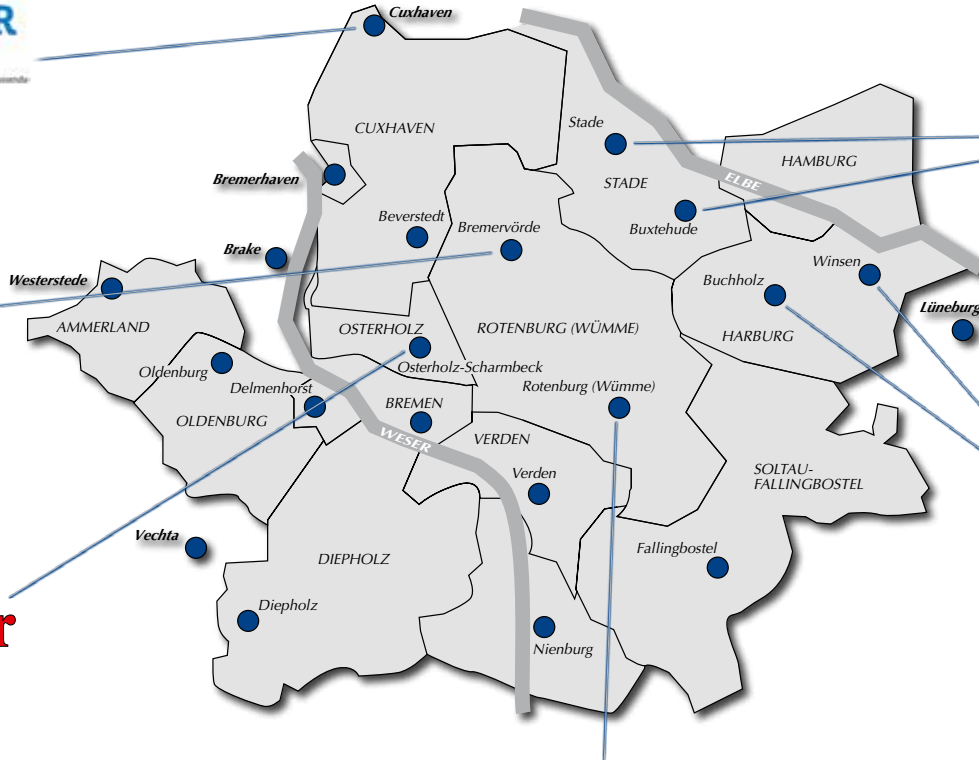 R
Cuxhaven
Stade
CUXHAVEN
HAMBURG
Bremerhaven
STADE
ELBE
Beverstedt
Bremervörde
Buxtehude
Brake
Winsen
Westerstede
Buchholz
Lüneburg
AMMERLAND
OSTERHOLZ
ROTENBURG (WÜMME)
HARBURG
Oldenburg
Osterholz-Scharmbeck
Delmenhorst
Rotenburg (Wümme)
BREMEN
OLDENBURG
WESER
VERDEN
Verden
SOLTAU-
FALLINGBOSTEL
Vechta
DIEPHOLZ
Fallingbostel
Diepholz
r
Nienburg